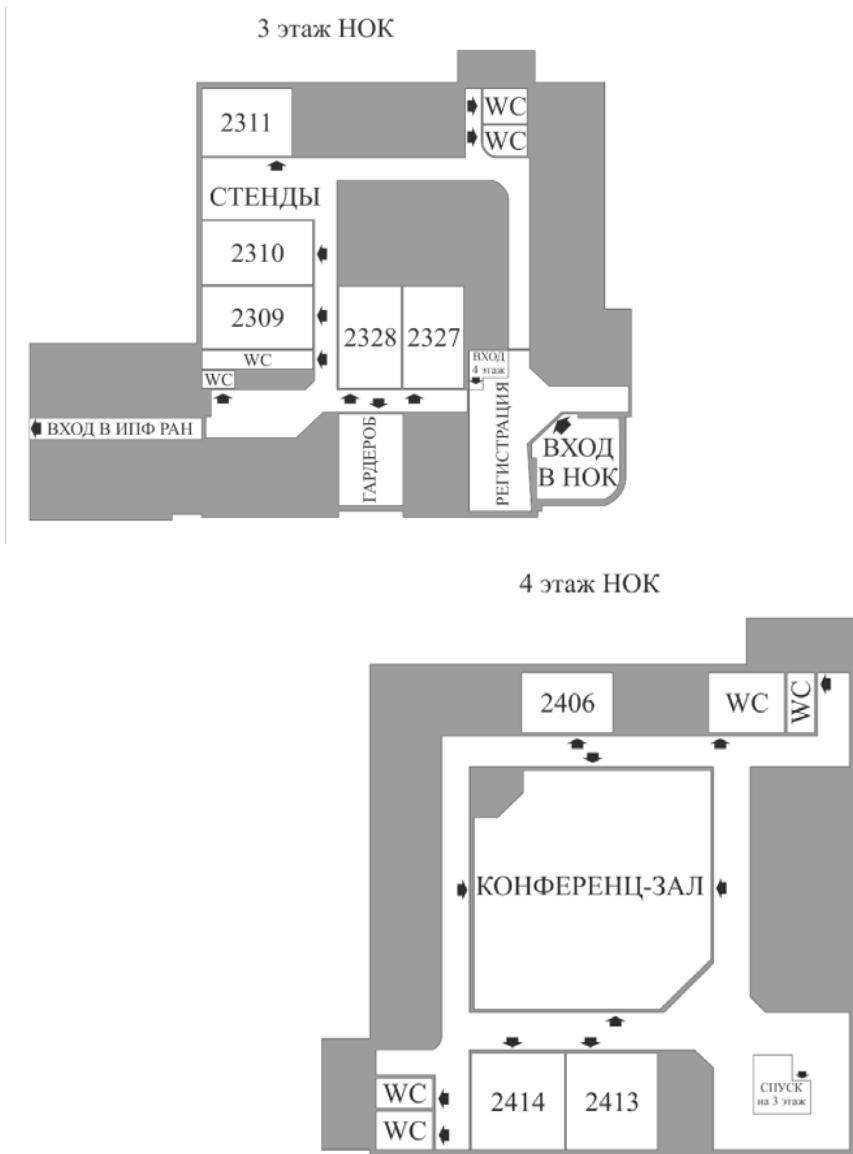 3 этаж НОК
WC
WC
2311
СТЕНДЫ
2310
2309
2328
2327
WC
WC
ВХОД
4 этаж
ВХОД В ИПФ РАН
ГАРДЕРОБ
РЕГИСТРАЦИЯ
ВХОД
В НОК
4 этаж НОК
2406
WC
WC
КОНФЕРЕНЦ-ЗАЛ
WC
WC
2414
2413
СПУСК
на 3 этаж